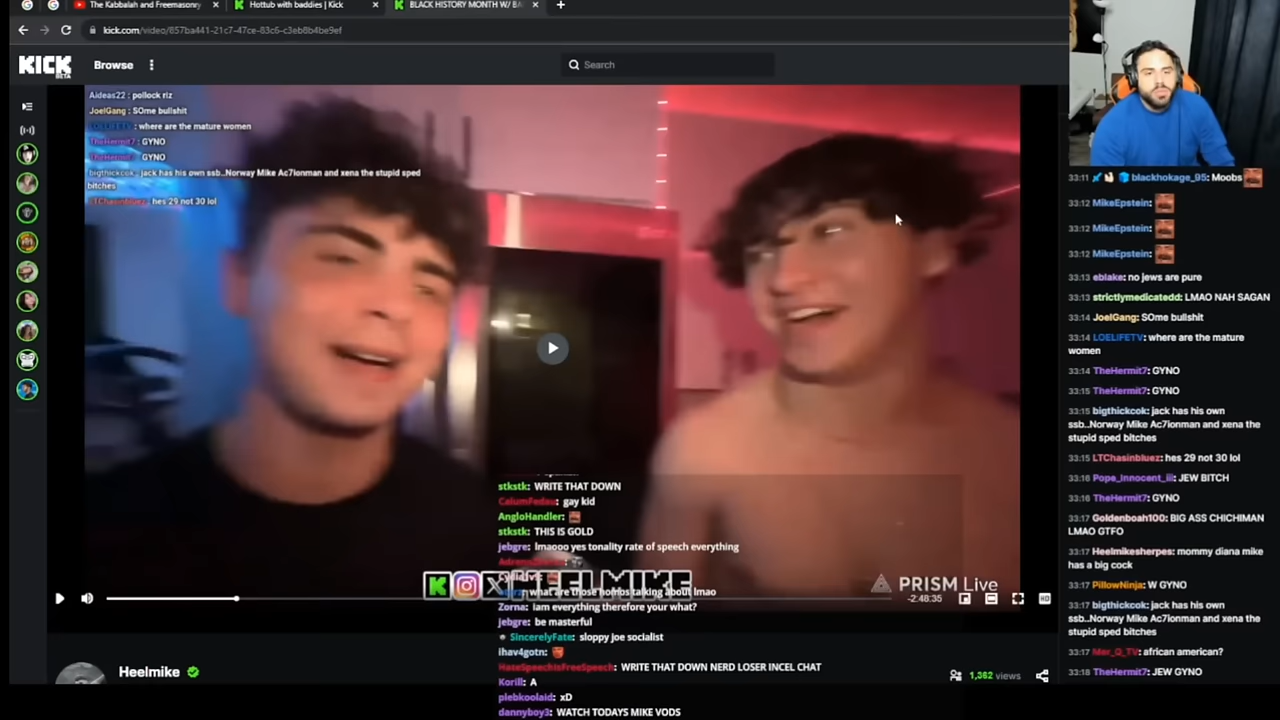 The Kabbalah and Freemasonry
Hottub with baddies | Kick
BLACK HISTORY MONTH W/ BA
kick.com/video/857ba441-21c7-47ce-83c6-c3eb8b4be9ef
KICK
BETA
Browse
Search
Aideas22 : pollock riz
JoelGang: SOme bullshit
LOELIFETV : where are the mature women
TheHermit7 : GYNO
TheHermit7 : GYNO
bigthickcok : jack has his own ssb..Norway Mike Ac7ionman and xena the stupid sped
bitches
LTChasinbluez : hes 29 not 30 lol
stkstk: WRITE THAT DOWN
CalumFedau: gay kid
AngloHandler:
stkstk: THIS IS GOLD
jebgre: lmaooo yes tonality rate of speech everything
HEELMIKE
what are those homos talking about lmao
Zorna: iam everything therefore your what?
jebgre: be masterful
SincerelyFate: sloppy joe socialist
ihav4gotn:
HateSpeechIsFreeSpeech: WRITE THAT DOWN NERD LOSER INCEL CHAT
Korill: A
plebkoolaid: xD
dannyboy3: WATCH TODAYS MIKE VODS
PRISM Live
-2:48:35
HD
Heelmike
1,362 views
33:11 blackhokage_95: Moobs
33:12 MikeEpstein:
33:12 MikeEpstein:
33:12 MikeEpstein:
33:13 eblake: no jews are pure
33:13 strictlymedicatedd: LMAO NAH SAGAN
33:14 JoelGang: SOme bullshit
33:14 LOELIFETV: where are the mature
women
33:14 TheHermit7: GYNO
33:15 TheHermit7: GYNO
33:15 bigthickcok: jack has his own
ssb..Norway Mike Ac7ionman and xena the
stupid sped bitches
33:15 LTChasinbluez: hes 29 not 30 lol
33:16 Pope_Innocent_iii: JEW BITCH
33:16 TheHermit7: GYNO
33:17 Goldenboah100: BIG ASS CHICHIMAN
LMAO GTFO
33:17 Heelmikesherpes: mommy diana mike
has a big cock
33:17 PillowNinja: W GYNO
33:17 bigthickcok: jack has his own
ssb..Norway Mike Ac7ionman and xena the
stupid sped bitches
33:17 Mer_Q_TV: african american?
33:18 TheHermit7: JEW GYNO